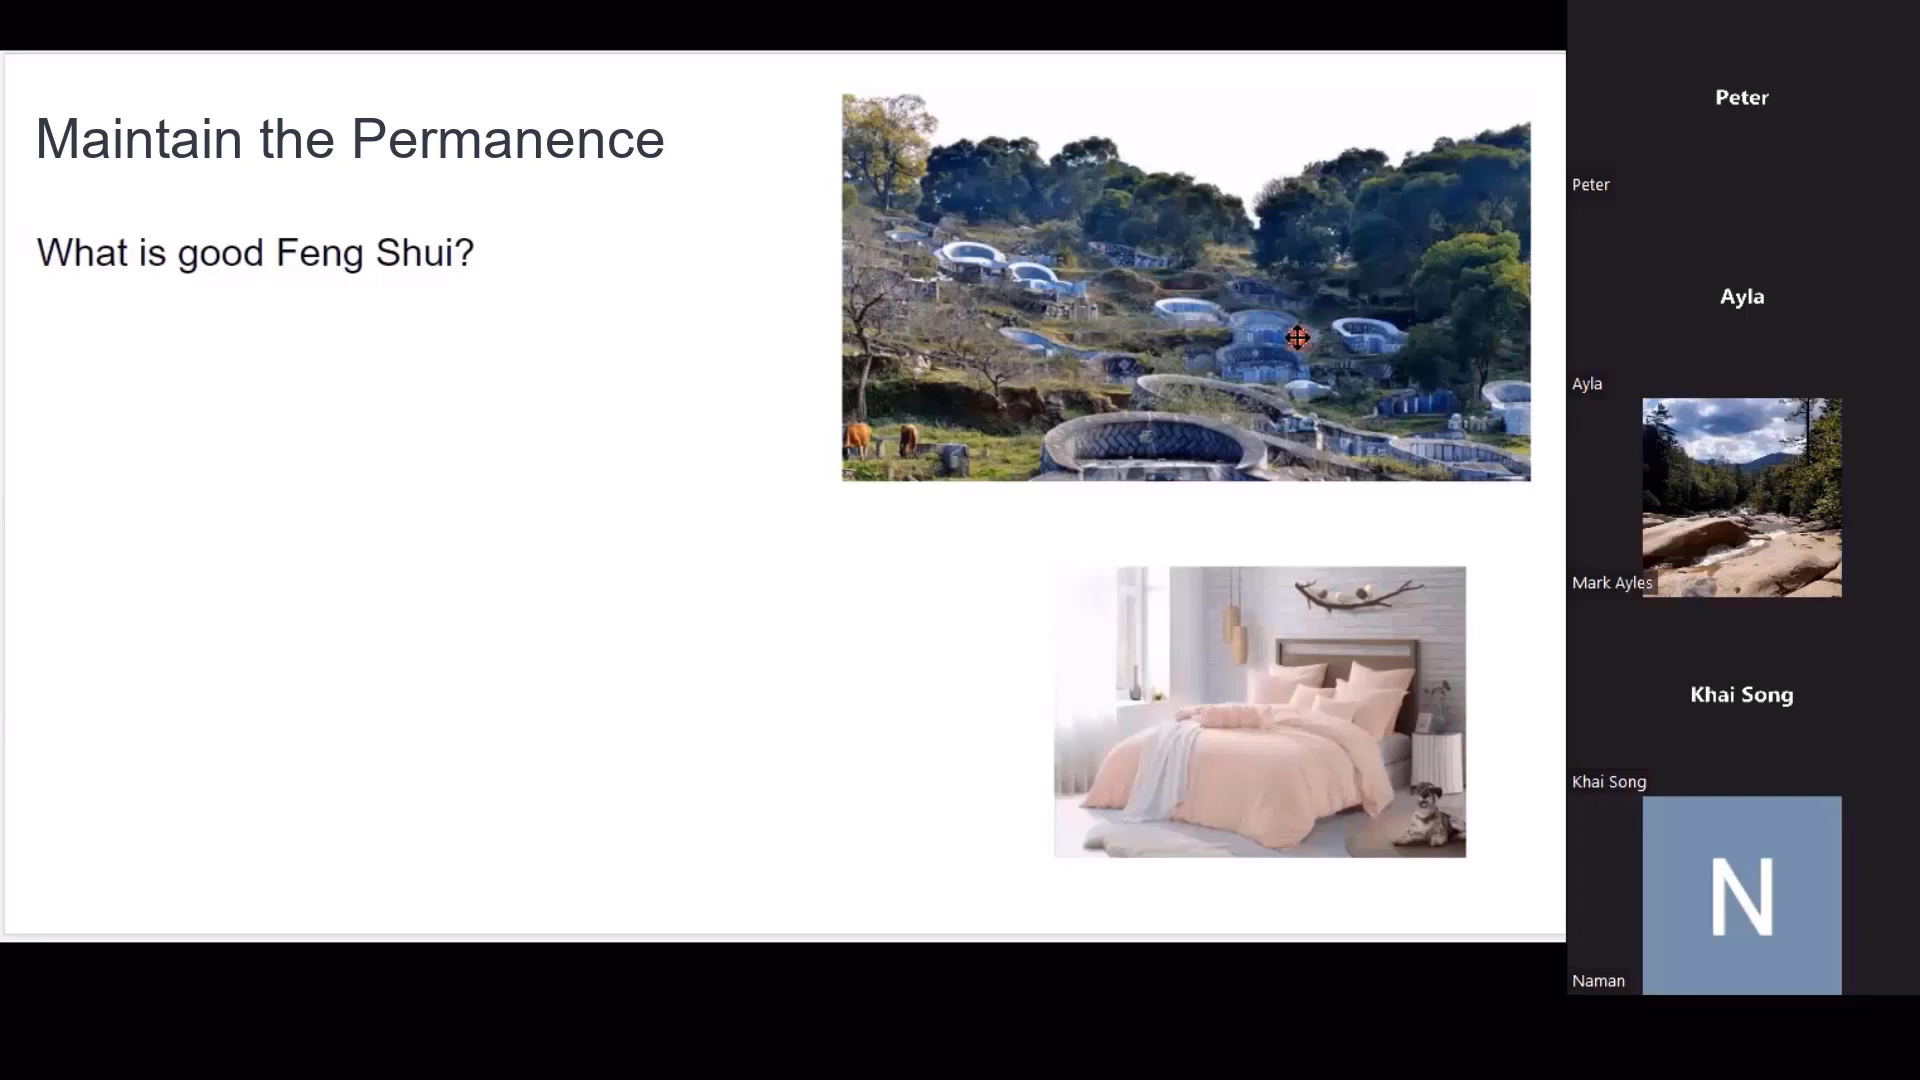 Maintain the Permanence
What is good Feng Shui?
Peter
Peter
Ayla
Ayla
Mark Ayles
Khai Song
Khai Song
N
Naman